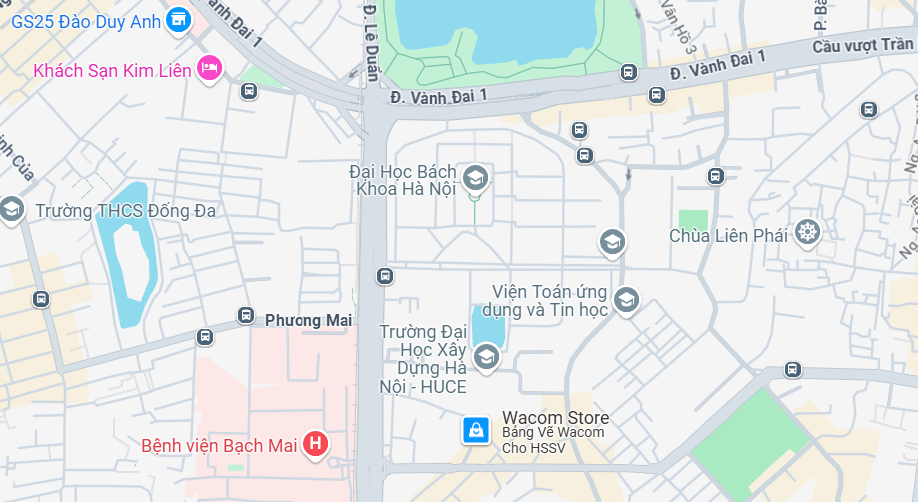 GS25 Đào Duy Anh
Vành Đai 1
Đ. Lê Duẩn
Vân Hồ 3
P. Bà
Cầu vượt Trần
Khách Sạn Kim Liên
Đ. Vành Đai 1
Đ. Vành Đai 1
Đại Học Bách
Khoa Hà Nội
Trường THCS Đống Đa
Chùa Liên Phái
Viện Toán ứng
dụng và Tin học
Phương Mai
Trường Đại
Học Xây
Dựng Hà
Nội - HUCE
Wacom Store
Bảng Vẽ Wacom
Cho HSSV
Bệnh viện Bạch Mai
H